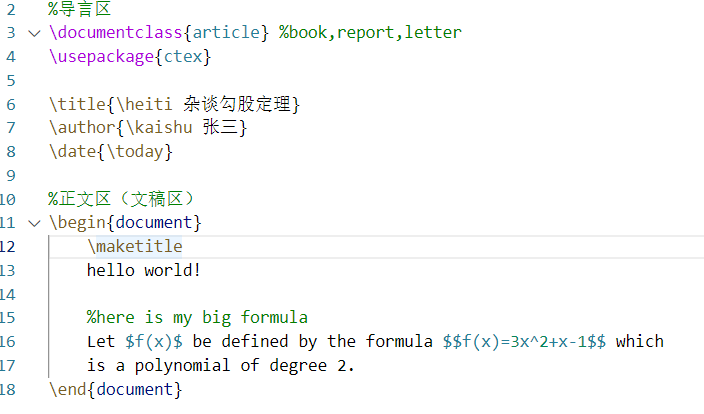 2 %导言区
3 \documentclass{article} %book,report,letter
4 \usepackage{ctex}
5
6 \title{\heiti 杂谈勾股定理}
7 \author{\kaishu 张三}
8 \date{\today}
9
10 %正文区（文稿区）
11 \begin{document}
12 \maketitle
13 hello world!
14
15 %here is my big formula
16 Let $f(x)$ be defined by the formula $$f(x)=3x^2+x-1$$ which
17 is a polynomial of degree 2.
18 \end{document}